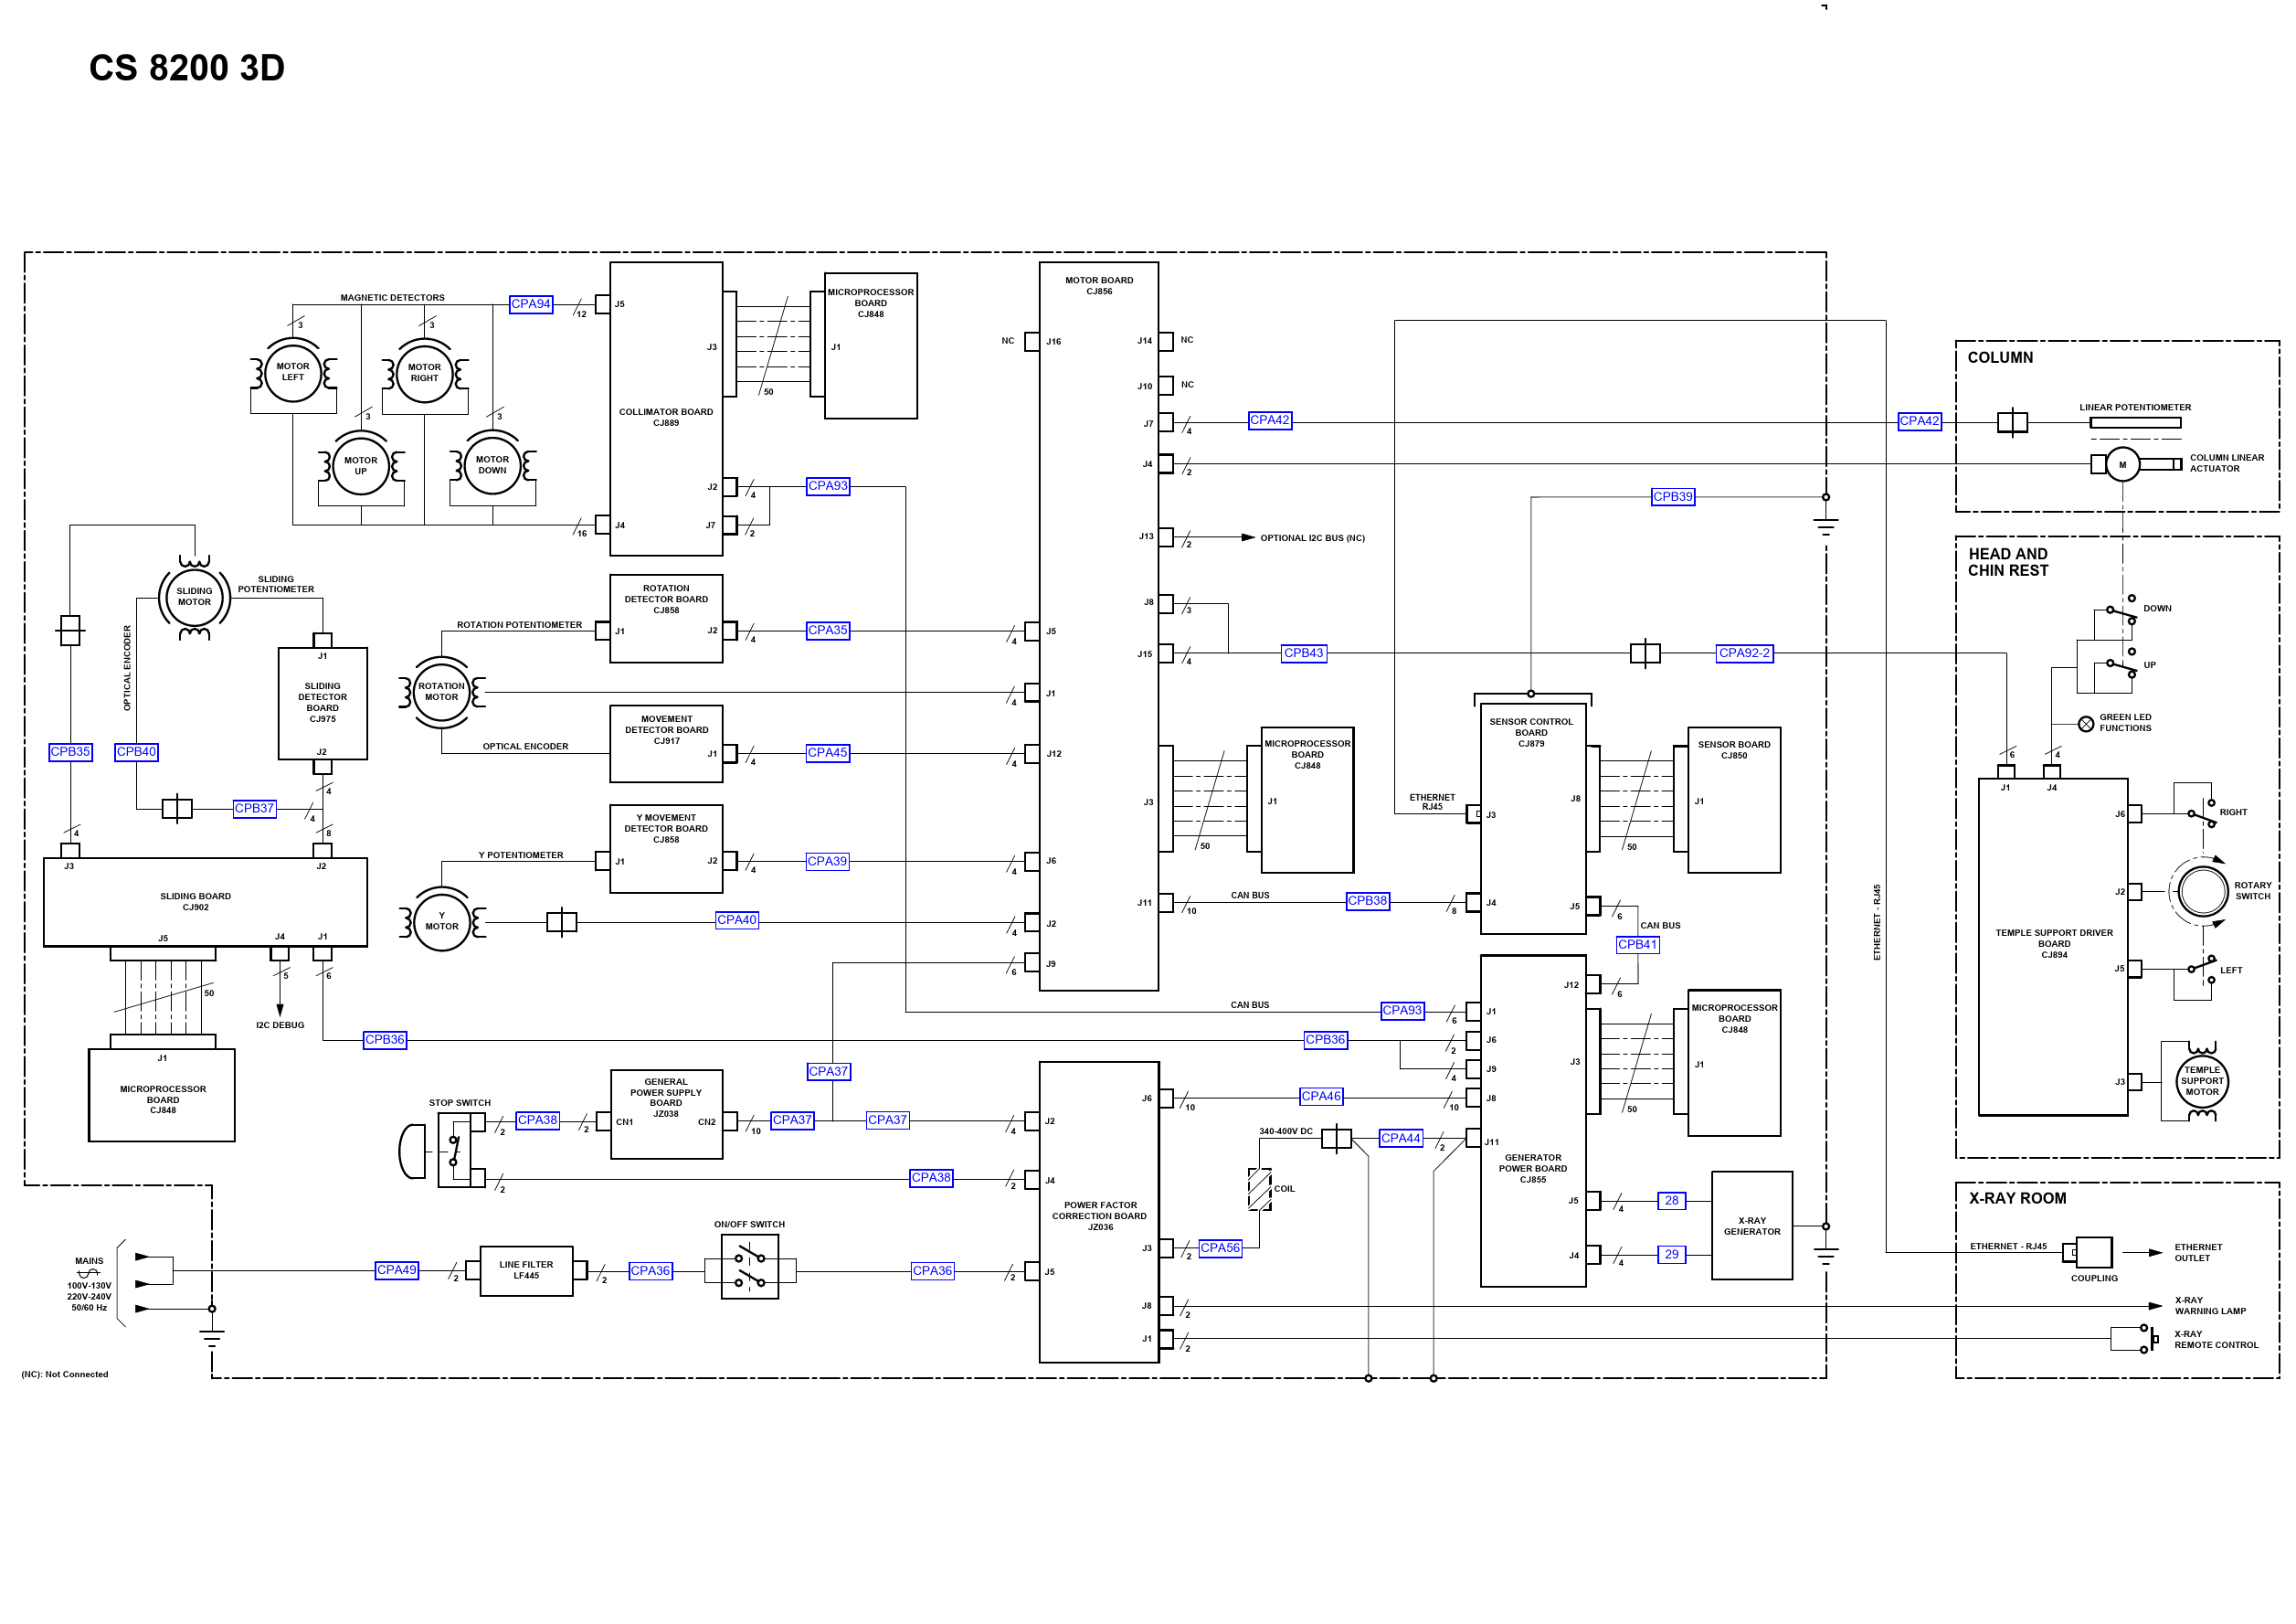 CS 8200 3D
MAGNETIC DETECTORS
CPA94
12
3
3
3
3
MOTOR
LEFT
MOTOR
RIGHT
MOTOR
UP
MOTOR
DOWN
16
J5
J3
COLLIMATOR BOARD
CJ889
J2
J4
J7
4
2
CPA93
50
MICROPROCESSOR
BOARD
CJ848
J1
SLIDING
MOTOR
SLIDING
POTENTIOMETER
OPTICAL ENCODER
J1
SLIDING
DETECTOR
BOARD
CJ975
J2
4
CPB35
CPB40
CPB37
4
8
4
J3
J2
SLIDING BOARD
CJ902
J5
J4
J1
50
5
6
I2C DEBUG
J1
MICROPROCESSOR
BOARD
CJ848
CPB36
ROTATION
DETECTOR BOARD
CJ858
ROTATION POTENTIOMETER
J1
J2
4
CPA35
4
ROTATION
MOTOR
4
MOVEMENT
DETECTOR BOARD
CJ917
OPTICAL ENCODER
J1
4
CPA45
4
Y MOVEMENT
DETECTOR BOARD
CJ858
Y POTENTIOMETER
J1
J2
4
CPA39
4
Y
MOTOR
CPA40
4
6
MOTOR BOARD
CJ856
NC
J16
J14
NC
J10
NC
J7
4
CPA42
CPA42
J4
2
J13
2
OPTIONAL I2C BUS (NC)
J8
3
J5
J15
4
CPB43
CPA92-2
J1
J12
J3
J6
J11
J2
J9
50
MICROPROCESSOR
BOARD
CJ848
J1
10
CAN BUS
CPB38
8
CPB39
SENSOR CONTROL
BOARD
CJ879
ETHERNET
RJ45
J3
J8
J4
J5
50
SENSOR BOARD
CJ850
J1
6
CAN BUS
CPB41
6
J12
CAN BUS
CPA93
6
J1
CPB36
2
J6
4
J9
J3
CPA46
10
10
J8
340-400V DC
CPA44
2
J11
GENERATOR
POWER BOARD
CJ855
J5
4
28
J4
4
29
50
MICROPROCESSOR
BOARD
CJ848
J1
X-RAY
GENERATOR
COIL
STOP SWITCH
2
CPA38
2
CN1
GENERAL
POWER SUPPLY
BOARD
JZ038
CN2
10
CPA37
CPA37
CPA37
4
2
CPA38
2
J2
J6
J4
POWER FACTOR
CORRECTION BOARD
JZ036
J3
2
CPA56
J5
J8
2
J1
2
ON/OFF SWITCH
MAINS
100V-130V
220V-240V
50/60 Hz
CPA49
2
LINE FILTER
LF445
2
CPA36
CPA36
2
(NC): Not Connected
ETHERNET - RJ45
COLUMN
LINEAR POTENTIOMETER
M
COLUMN LINEAR
ACTUATOR
HEAD AND
CHIN REST
DOWN
UP
GREEN LED
FUNCTIONS
6
4
J1
J4
J6
RIGHT
J2
ROTARY
SWITCH
TEMPLE SUPPORT DRIVER
BOARD
CJ894
J5
LEFT
J3
TEMPLE
SUPPORT
MOTOR
X-RAY ROOM
ETHERNET - RJ45
COUPLING
ETHERNET
OUTLET
X-RAY
WARNING LAMP
X-RAY
REMOTE CONTROL